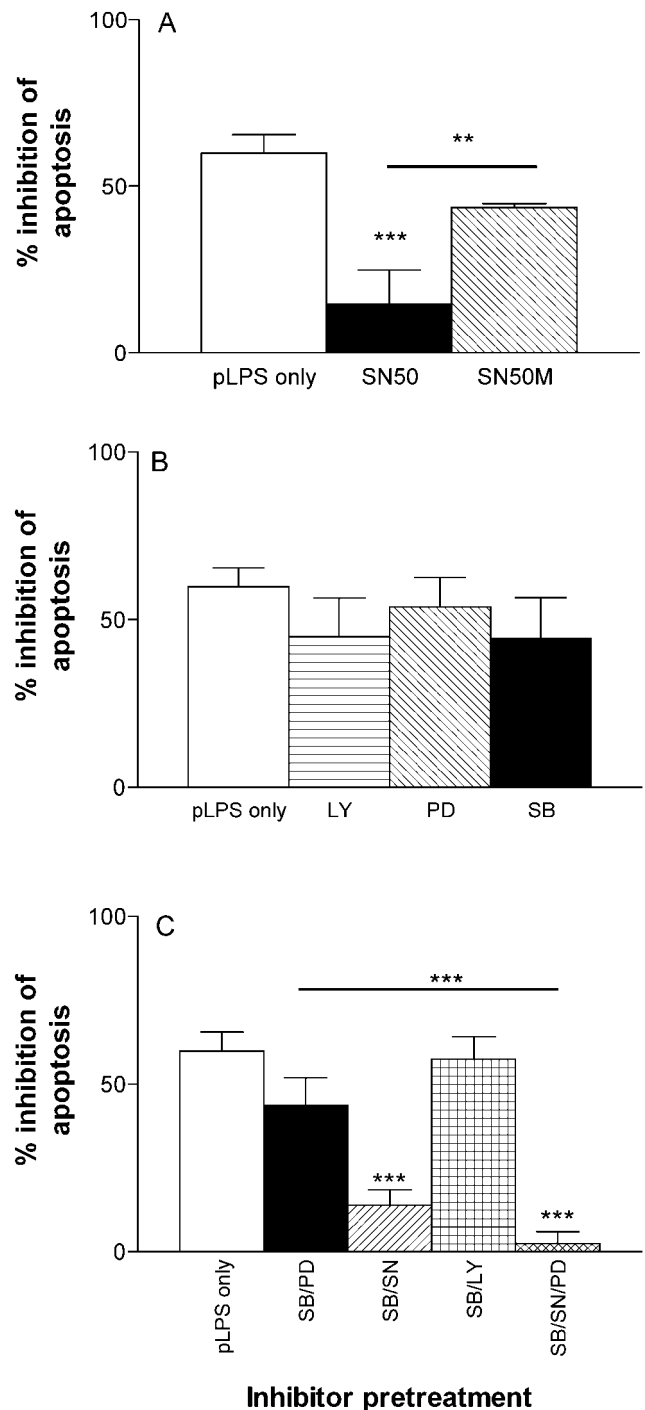 A
100
50
0
% inhibition of
apoptosis
**
***
pLPS only SN50 SN50M
B
100
50
0
% inhibition of
apoptosis
pLPS only LY PD SB
C
100
50
0
% inhibition of
apoptosis
***
***
***
pLPS only
SB/PD
SB/SN
SB/LY
SB/SN/PD
Inhibitor pretreatment